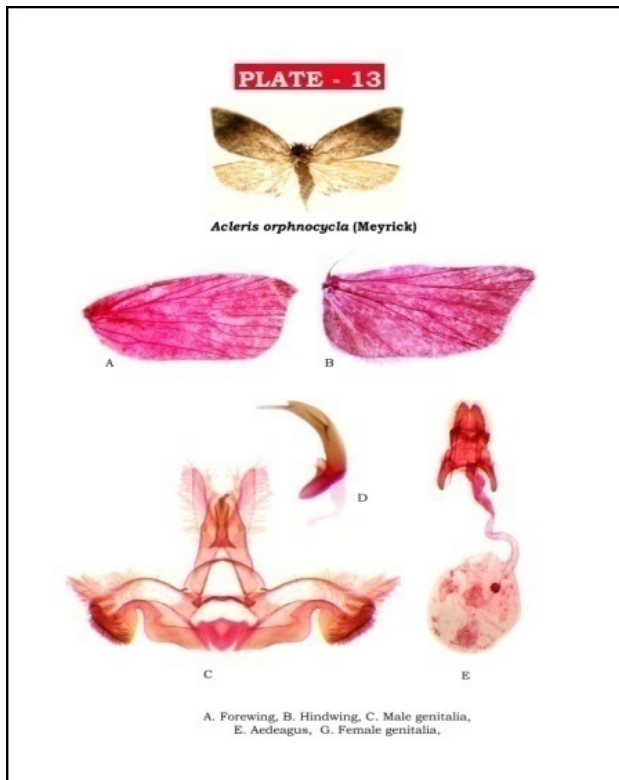 PLATE - 13
Acleris orphnocycla (Meyrick)
A
B
D
C
E
A. Forewing, B. Hindwing, C. Male genitalia,
E. Aedeagus, G. Female genitalia,